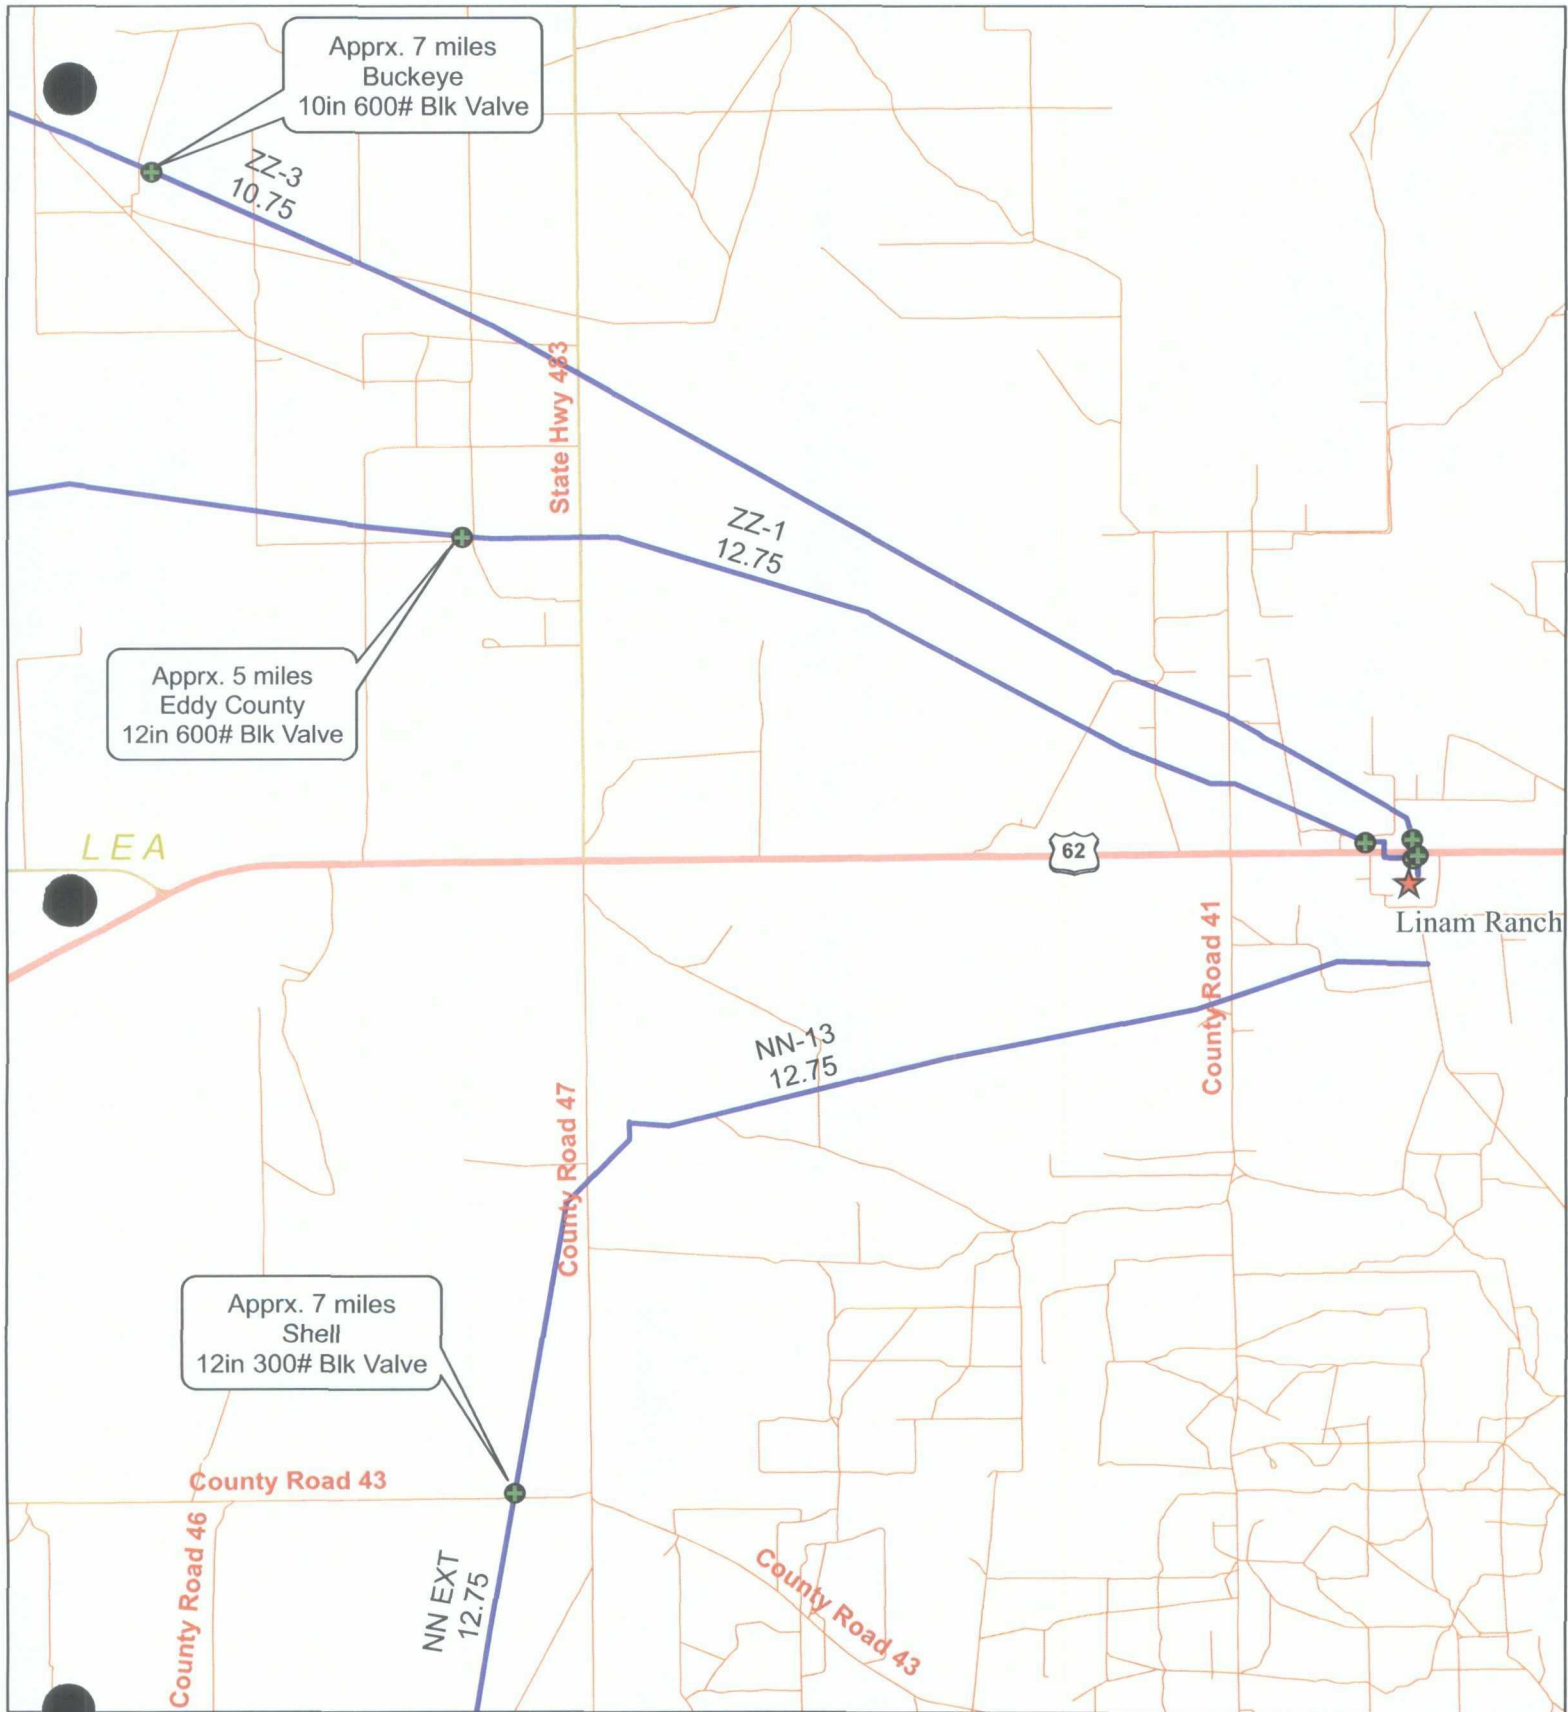 Apprx. 7 miles
Buckeye
10in 600# Blk Valve
ZZ-3
10.75
State Hwy 483
ZZ-1
12.75
Apprx. 5 miles
Eddy County
12in 600# Blk Valve
LEA
62
Linam Ranch
County Road 41
NN-13
12.75
County Road 47
Apprx. 7 miles
Shell
12in 300# Blk Valve
County Road 43
County Road 46
NN EXT
12.75
County Road 43